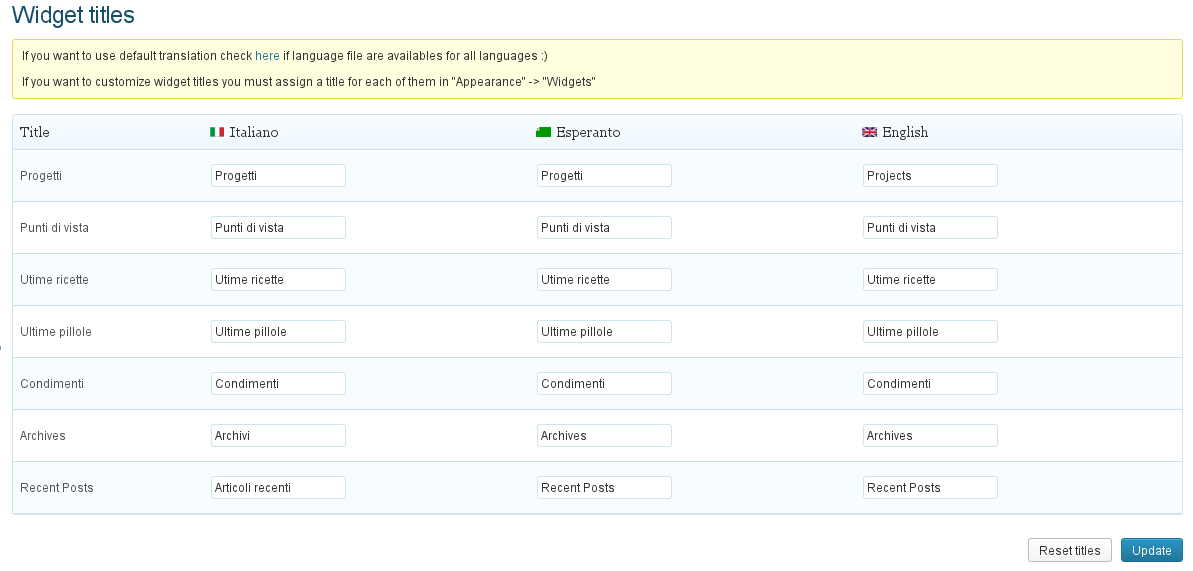 Widget titles
If you want to use default translation check here if language file are availables for all languages :)
If you want to customize widget titles you must assign a title for each of them in "Appearance" -> "Widgets"
Title Italiano Esperanto English
Progetti Progetti Progetti Projects
Punti di vista Punti di vista Punti di vista Punti di vista
Utime ricette Utime ricette Utime ricette Utime ricette
Ultime pillole Ultime pillole Ultime pillole Ultime pillole
Condimenti Condimenti Condimenti Condimenti
Archives Archivi Archives Archives
Recent Posts Articoli recenti Recent Posts Recent Posts
Reset titles Update